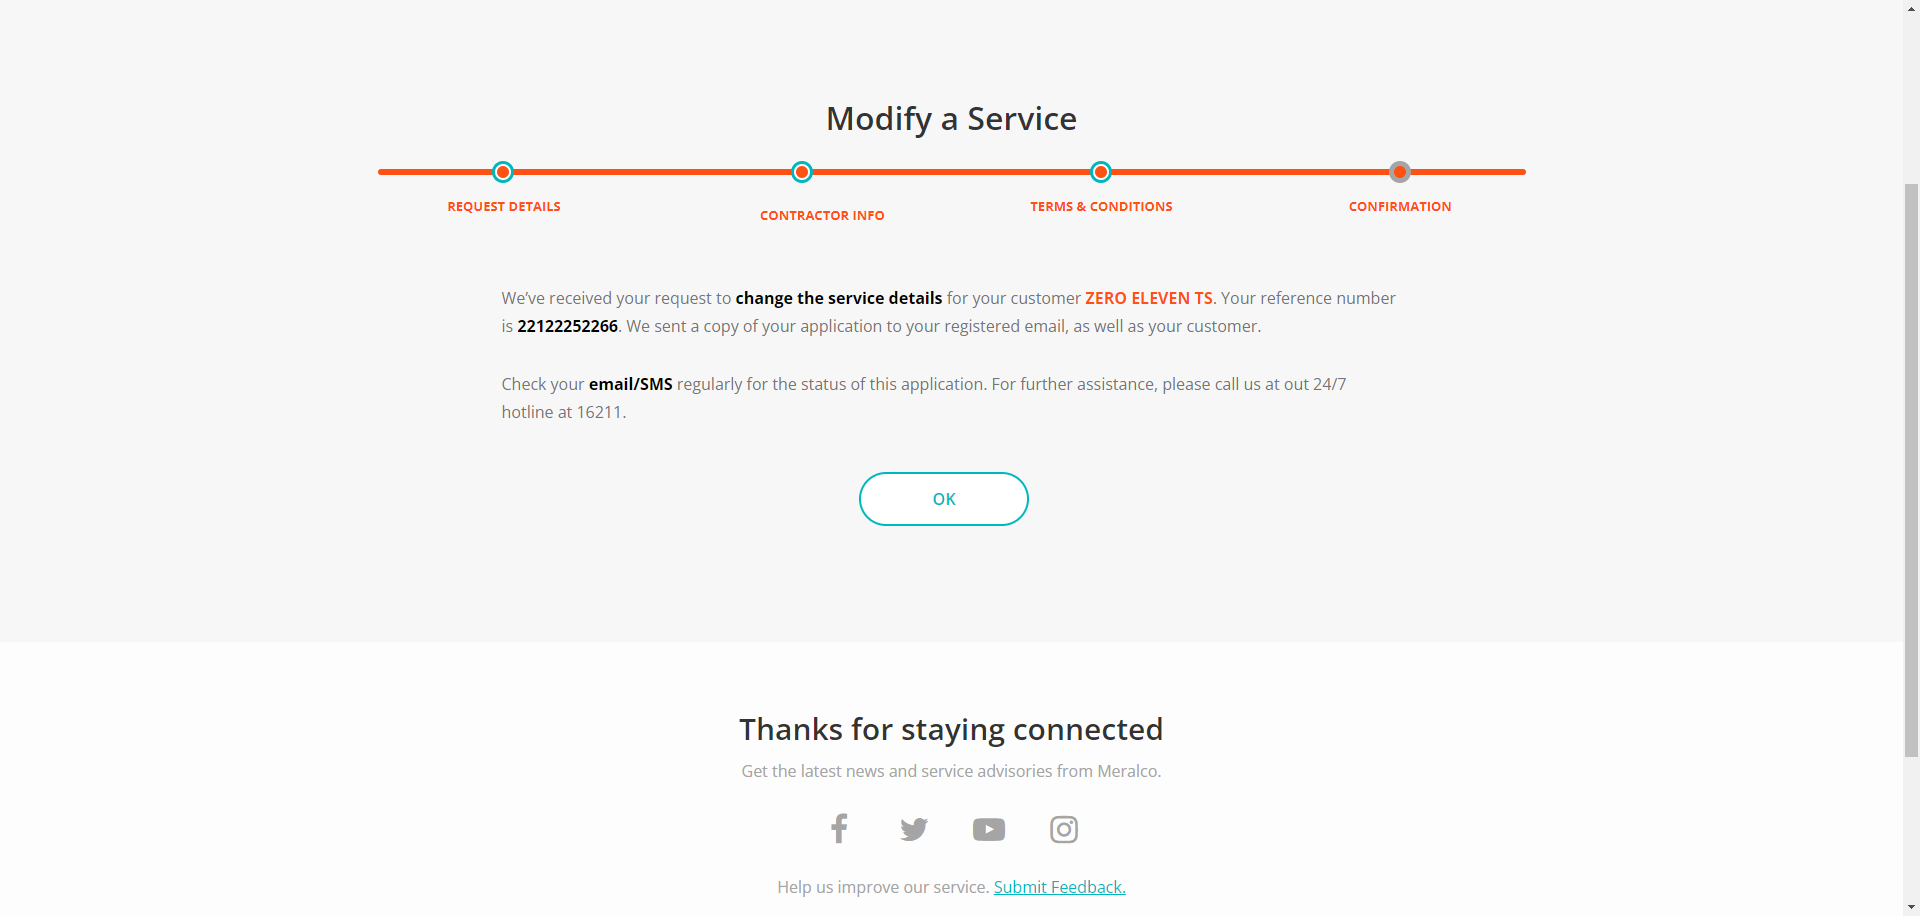 Modify a Service
REQUEST DETAILS
CONTRACTOR INFO
TERMS & CONDITIONS
CONFIRMATION
We’ve received your request to change the service details for your customer ZERO ELEVEN TS. Your reference number
is 22122252266. We sent a copy of your application to your registered email, as well as your customer.
Check your email/SMS regularly for the status of this application. For further assistance, please call us at out 24/7
hotline at 16211.
OK
Thanks for staying connected
Get the latest news and service advisories from Meralco.
Help us improve our service. Submit Feedback.